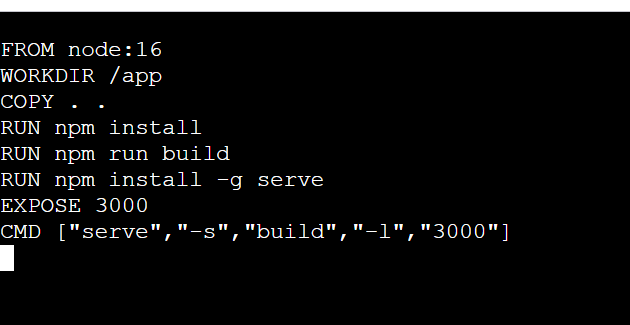 FROM node:16
WORKDIR /app
COPY . .
RUN npm install
RUN npm run build
RUN npm install -g serve
EXPOSE 3000
CMD ["serve","-s","build","-l","3000"]